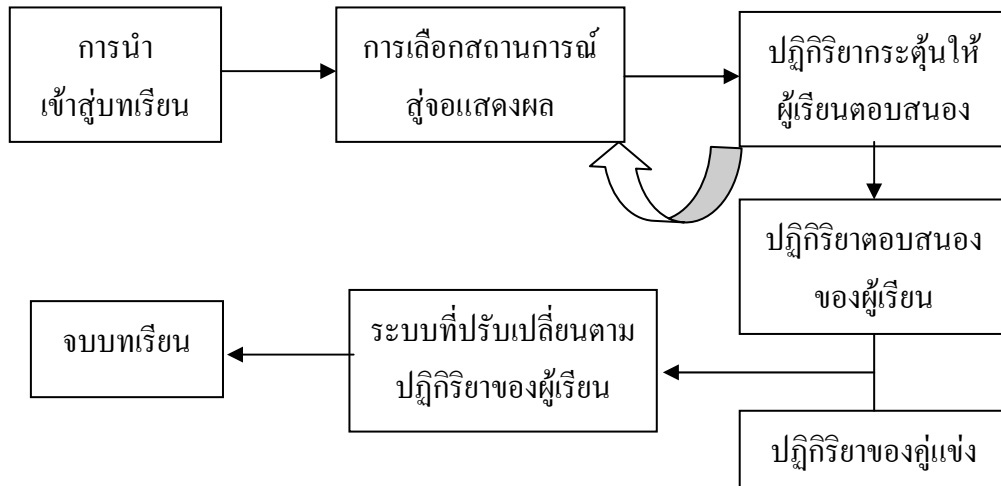 การนำ
เข้าสู่บทเรียน
การเลือกสถานการณ์
สู่จอแสดงผล
ปฏิกิริยากระตุ้นให้
ผู้เรียนตอบสนอง
ปฏิกิริยาตอบสนอง
ของผู้เรียน
ระบบที่ปรับเปลี่ยนตาม
ปฏิกิริยาของผู้เรียน
จบบทเรียน
ปฏิกิริยาของคู่แข่ง